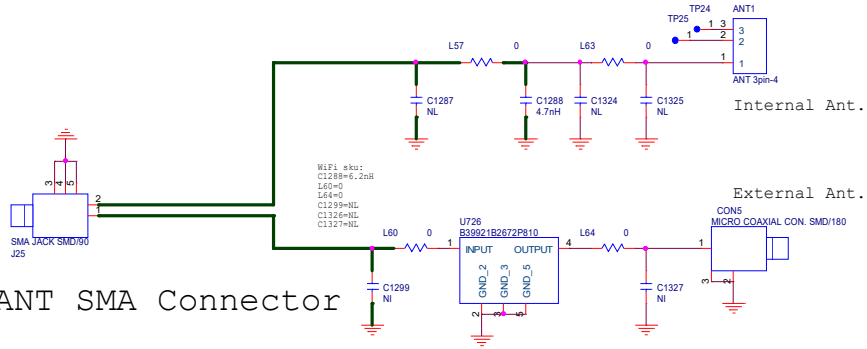 TP24 ANT1
TP25
1 3 3
1 2 2
1 1
ANT 3pin-4
L57 0 L63 0
C1287
NL
C1288
4.7nH
C1324
NL
C1325
NL
Internal Ant.
WiFi sku:
C1288=6.2nH
L60=0
L64=0
C1299=NL
C1326=NL
C1327=NL
3 4 5
2
1
SMA JACK SMD/90
J25
External Ant.
CON5
MICRO COAXIAL CON. SMD/180
L60 0
U726
B39921B2672P810
L64 0
1 INPUT OUTPUT 4
GND_2 GND_3 GND_5
2 3 5
1
3 2
C1299
NI
C1327
NI
ANT SMA Connector